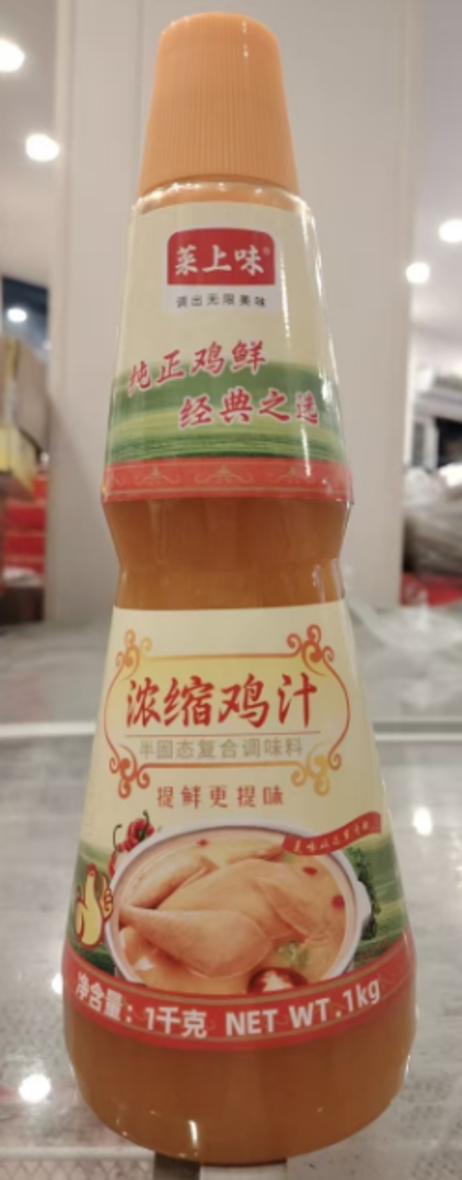 菜上味®
调出无限美味
纯正鸡鲜
经典之选
浓缩鸡汁
半固态复合调味料
提鲜更提味
净含量：1千克 NET WT.1kg